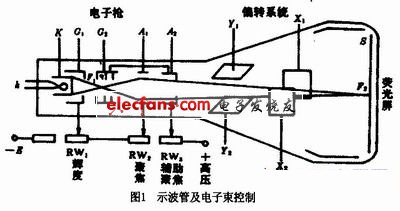 电子枪
偏转系统
K G₁ G₂ A₁ A₂ Y₁ X₁
F₁
h
B
F₂
荧光屏
elecfans.com 电子发烧友
Y₂
X₂
−E
RW₁ RW₂ RW₃ +高压
辉度
聚焦
辅助聚焦
图1 示波管及电子束控制